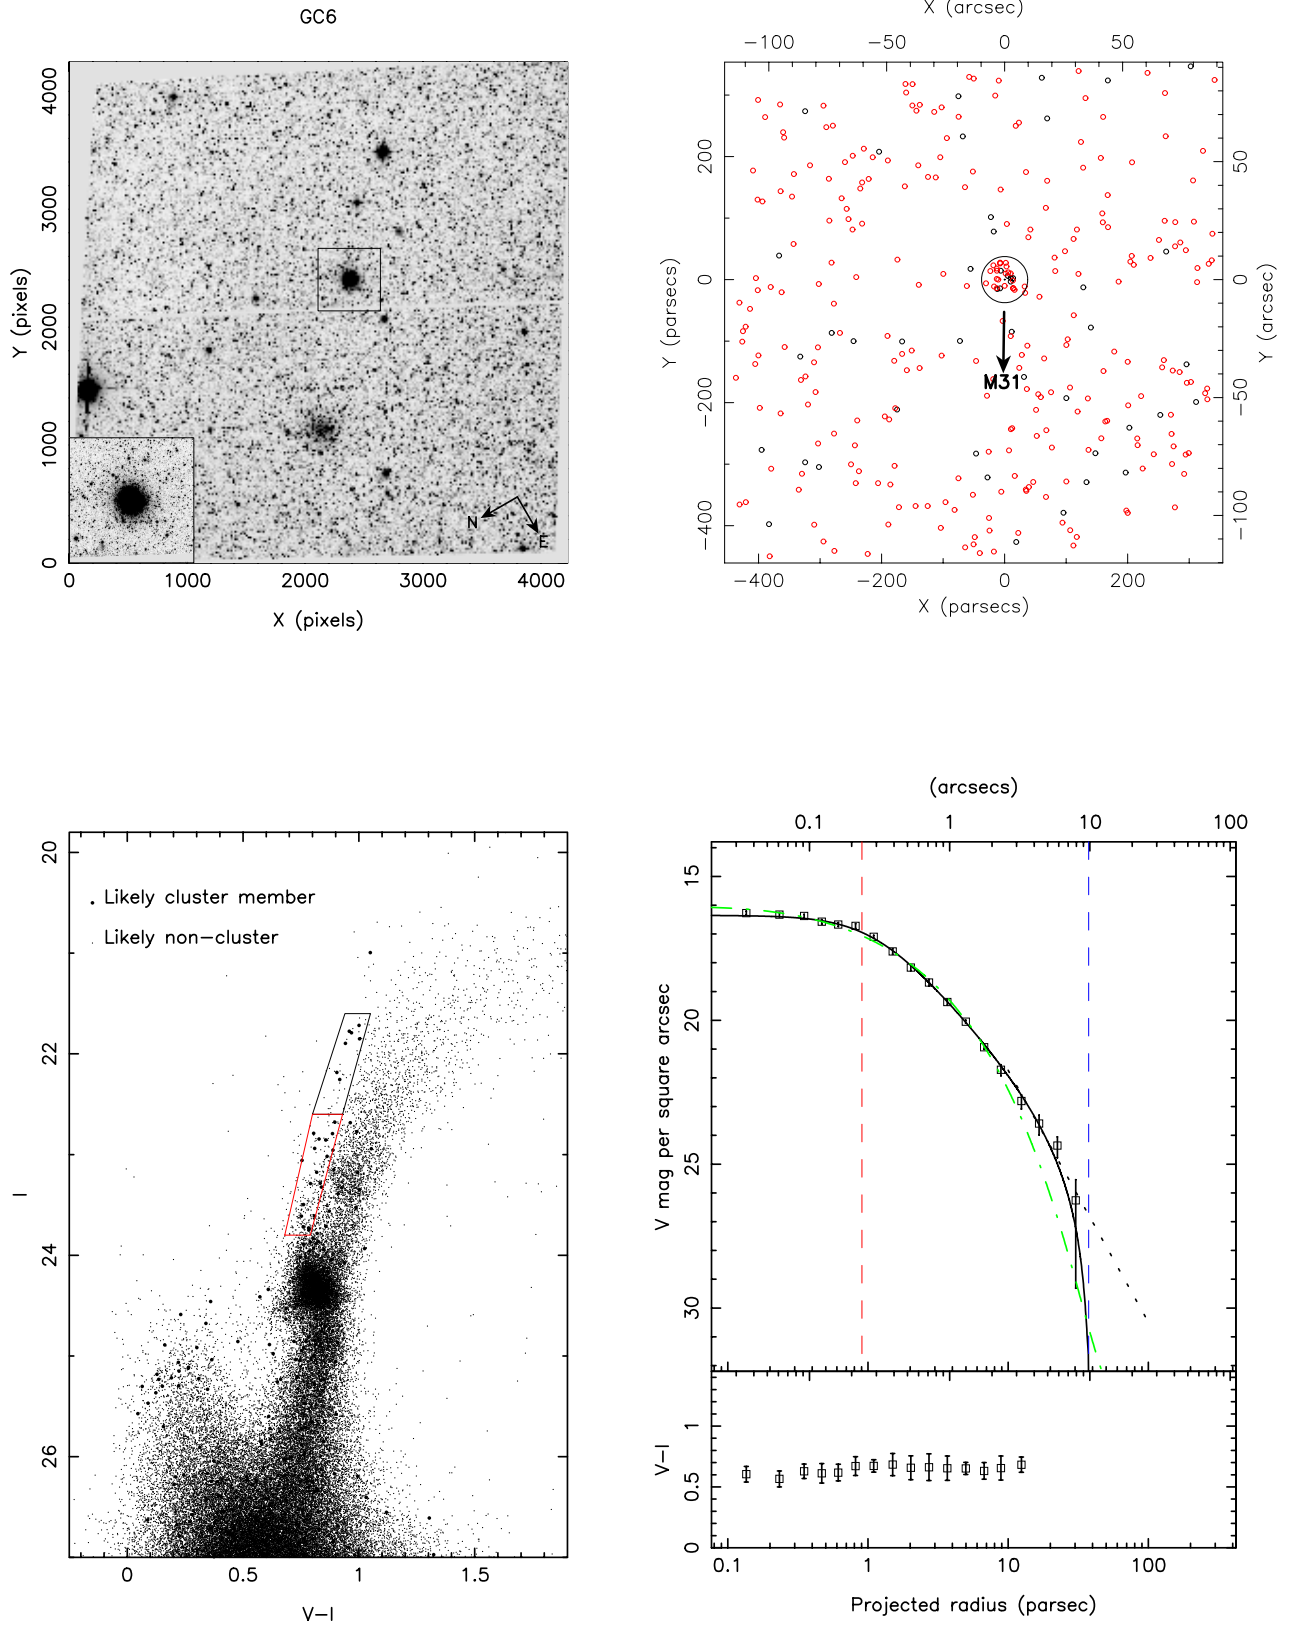 GC6
4000
3000
2000
1000
0
Y (pixels)
N
E
0 1000 2000 3000 4000
X (pixels)
X (arcsec)
−100 −50 0 50
200
0
−200
−400
Y (parsecs)
50
0
−50
−100
Y (arcsec)
M31
−400 −200 0 200
X (parsecs)
20
22
24
26
I
Likely cluster member
Likely non−cluster
0 0.5 1 1.5
V−I
(arcsecs)
0.1 1 10 100
15
20
25
30
V mag per square arcsec
1
0.5
0
V−I
0.1 1 10 100
Projected radius (parsec)